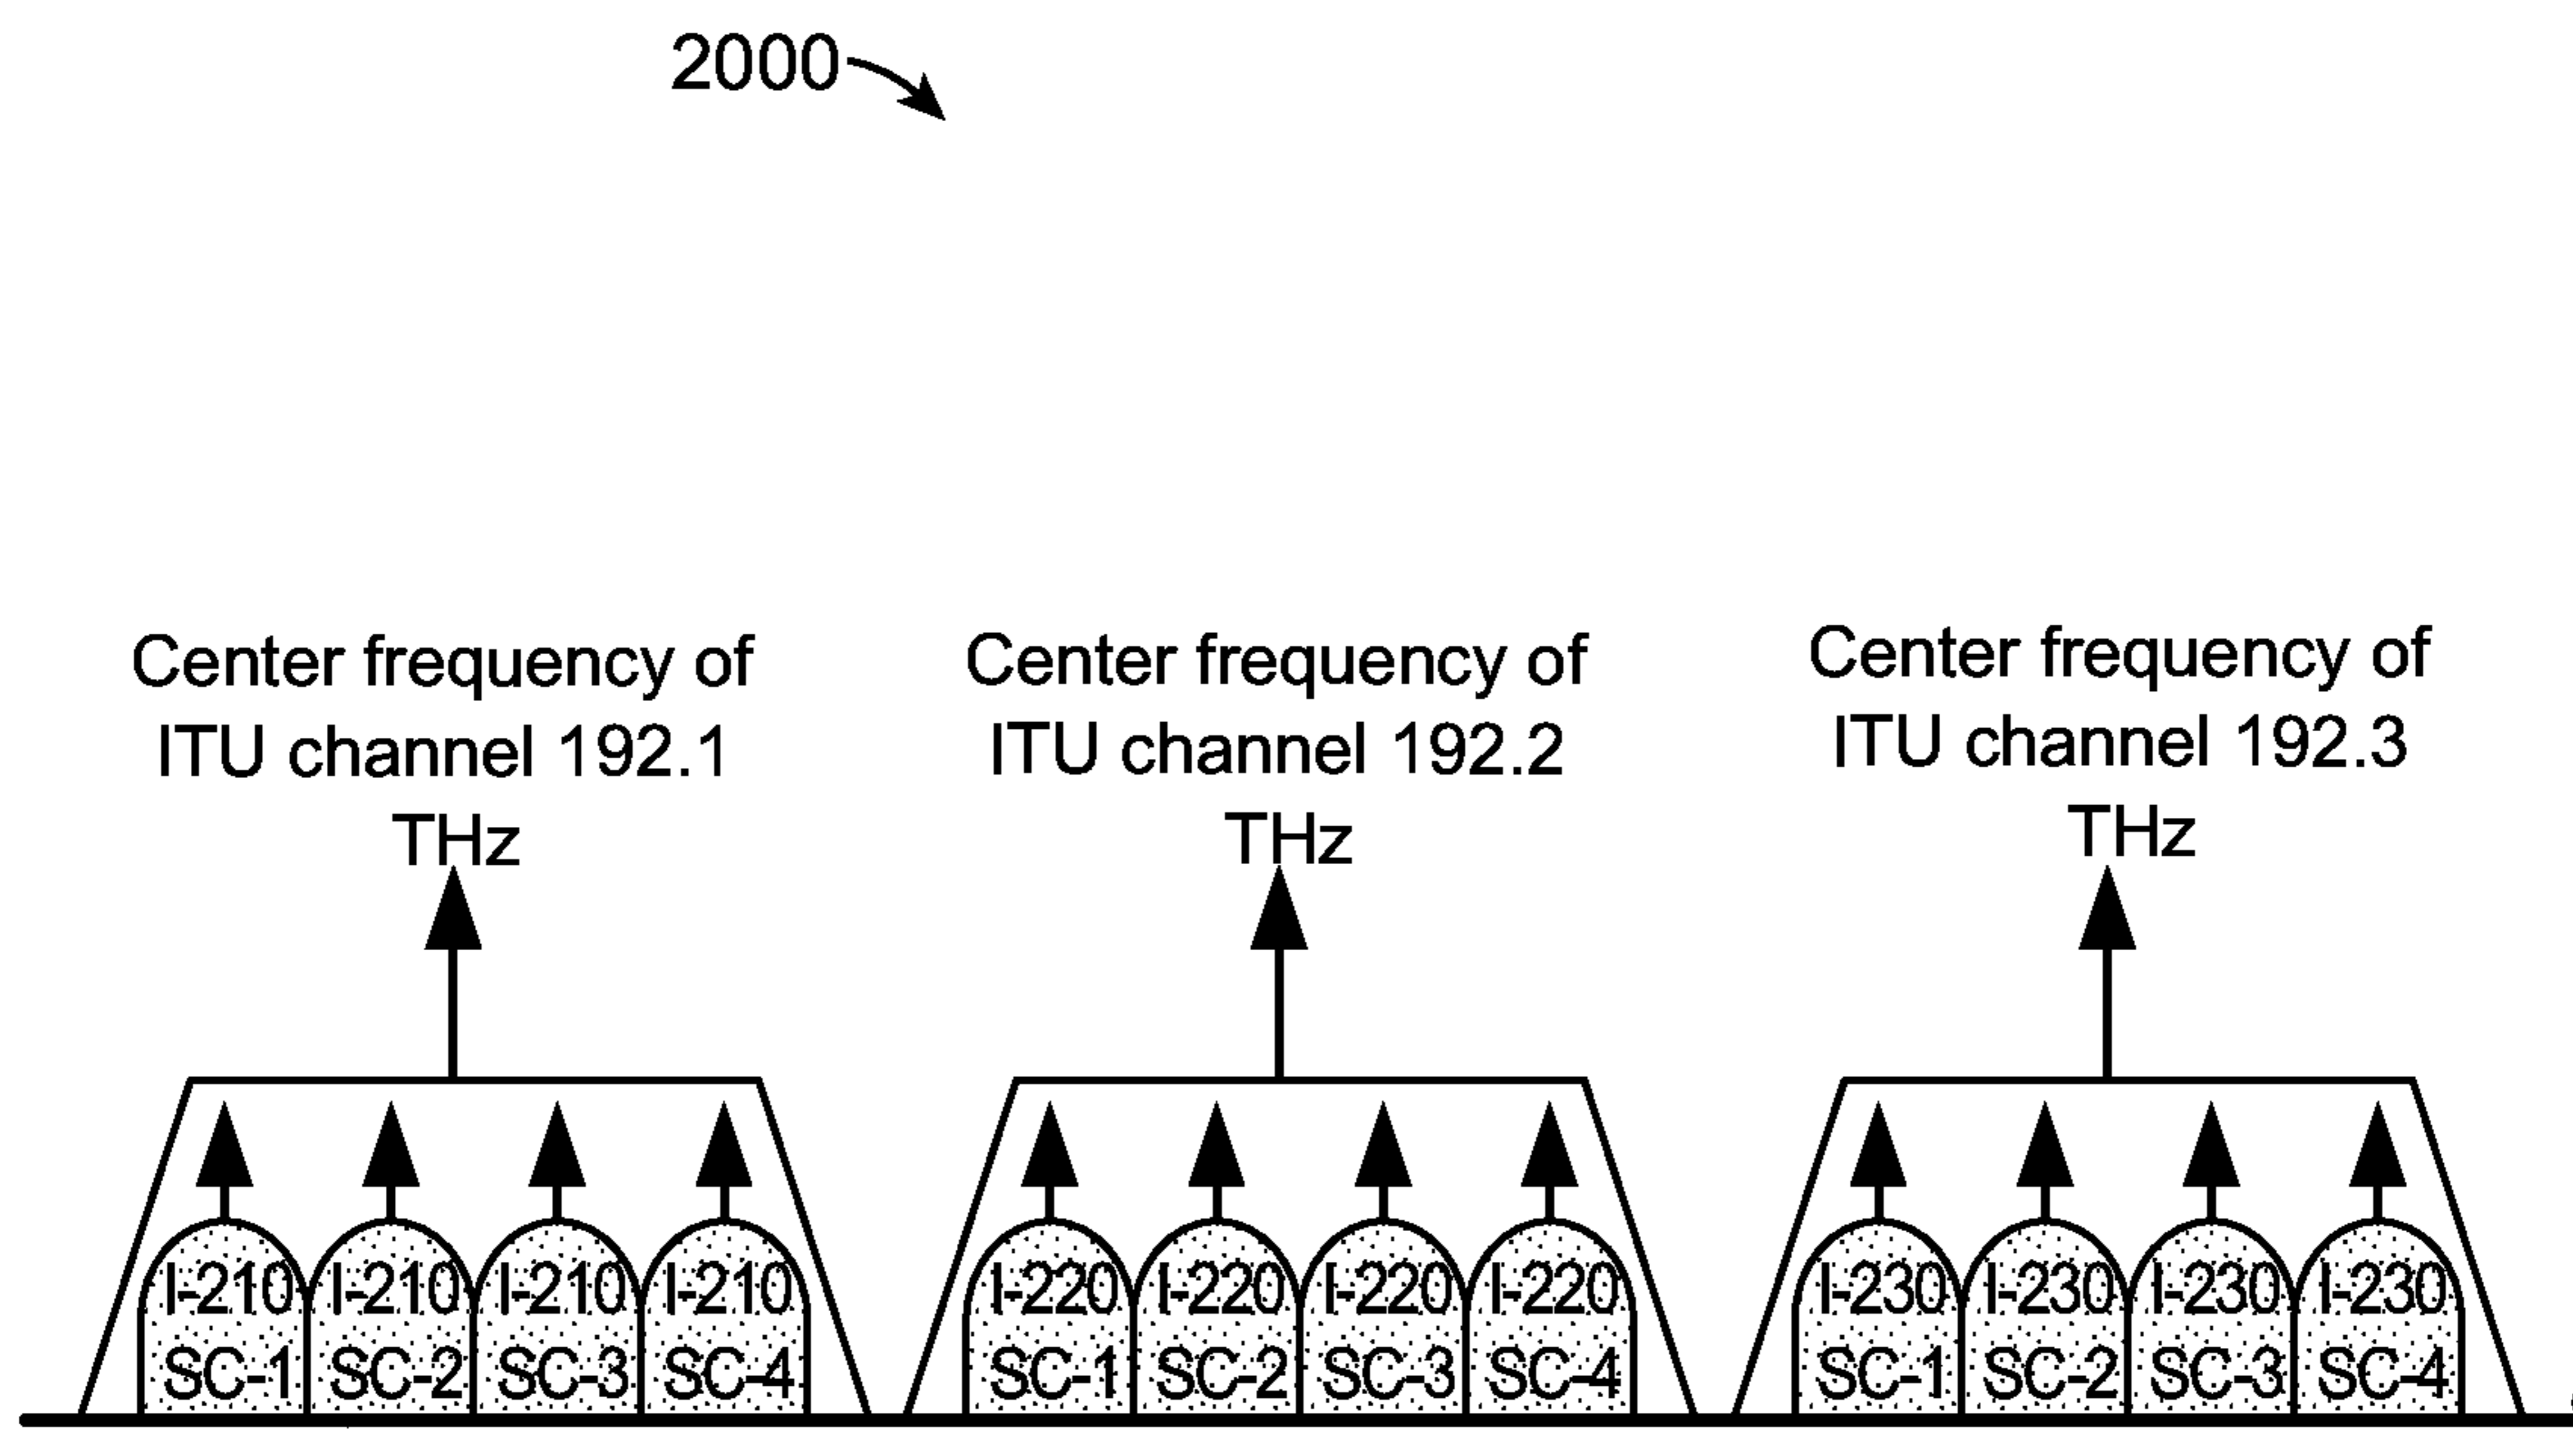 2000
Center frequency of
ITU channel 192.1
THz
Center frequency of
ITU channel 192.2
THz
Center frequency of
ITU channel 192.3
THz
I-210 I-210 I-210 I-210
SC-1 SC-2 SC-3 SC-4
I-220 I-220 I-220 I-220
SC-1 SC-2 SC-3 SC-4
I-230 I-230 I-230 I-230
SC-1 SC-2 SC-3 SC-4